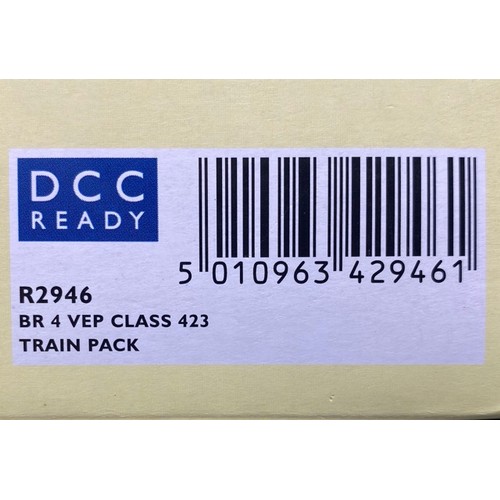 DCC
READY
5 010963 429461
R2946
BR 4 VEP CLASS 423
TRAIN PACK